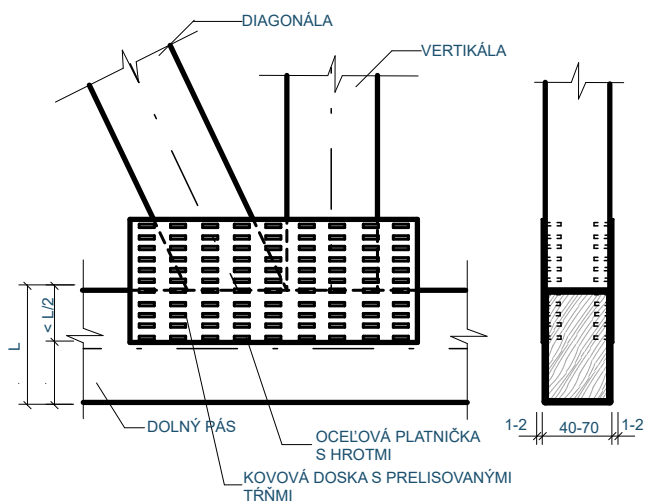 DIAGONÁLA
VERTIKÁLA
L
< L/2
DOLNÝ PÁS
OCEĽOVÁ PLATNIČKA
S HROTMI
KOVOVÁ DOSKA S PRELISOVANÝMI
TŔŇMI
1-2
40-70
1-2